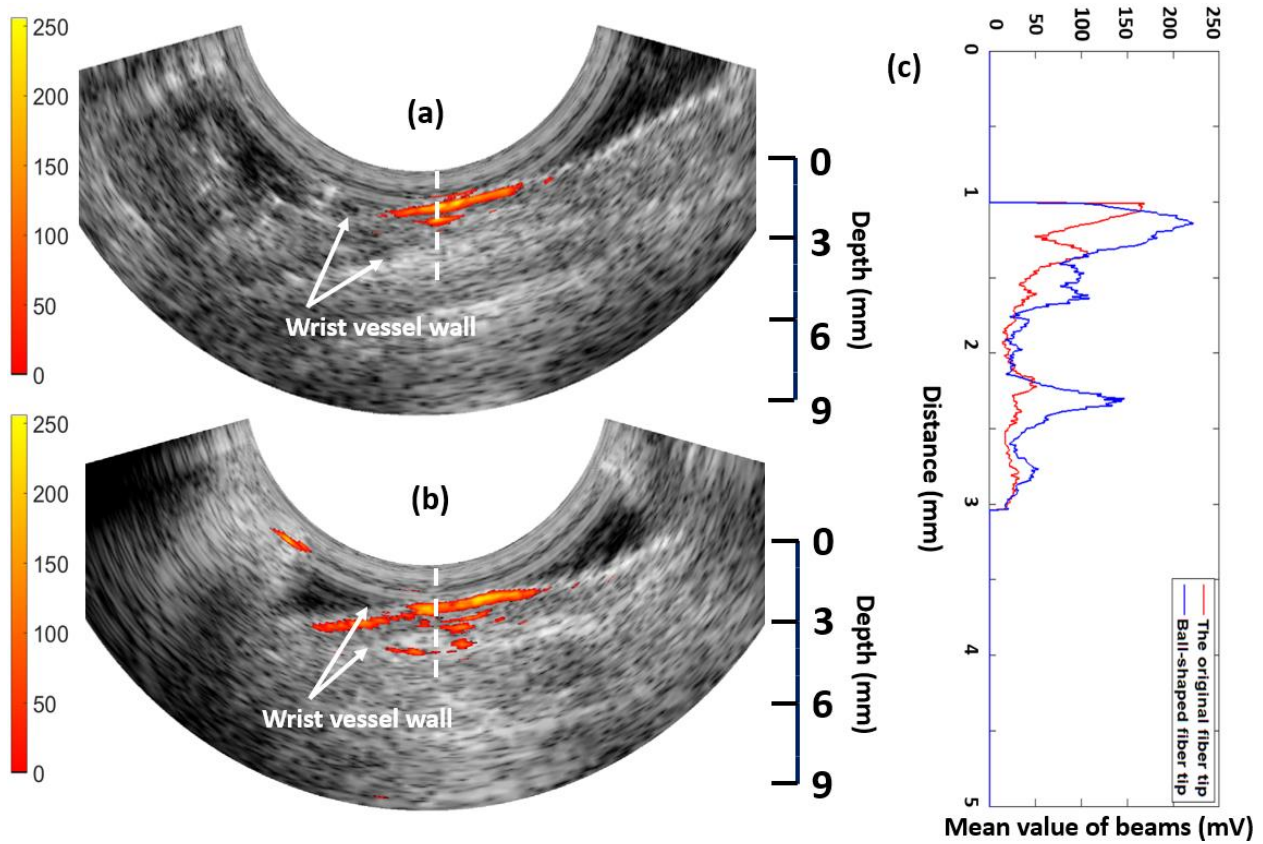 250
200
150
100
50
0
(a)
Wrist vessel wall
0
3
6
9
Depth (mm)
250
200
150
100
50
0
(b)
Wrist vessel wall
0
3
6
9
Depth (mm)
(c)
0 50 100 150 200 250
0
1
2
3
4
5
Distance (mm)
The original fiber tip
Ball-shaped fiber tip
Mean value of beams (mV)